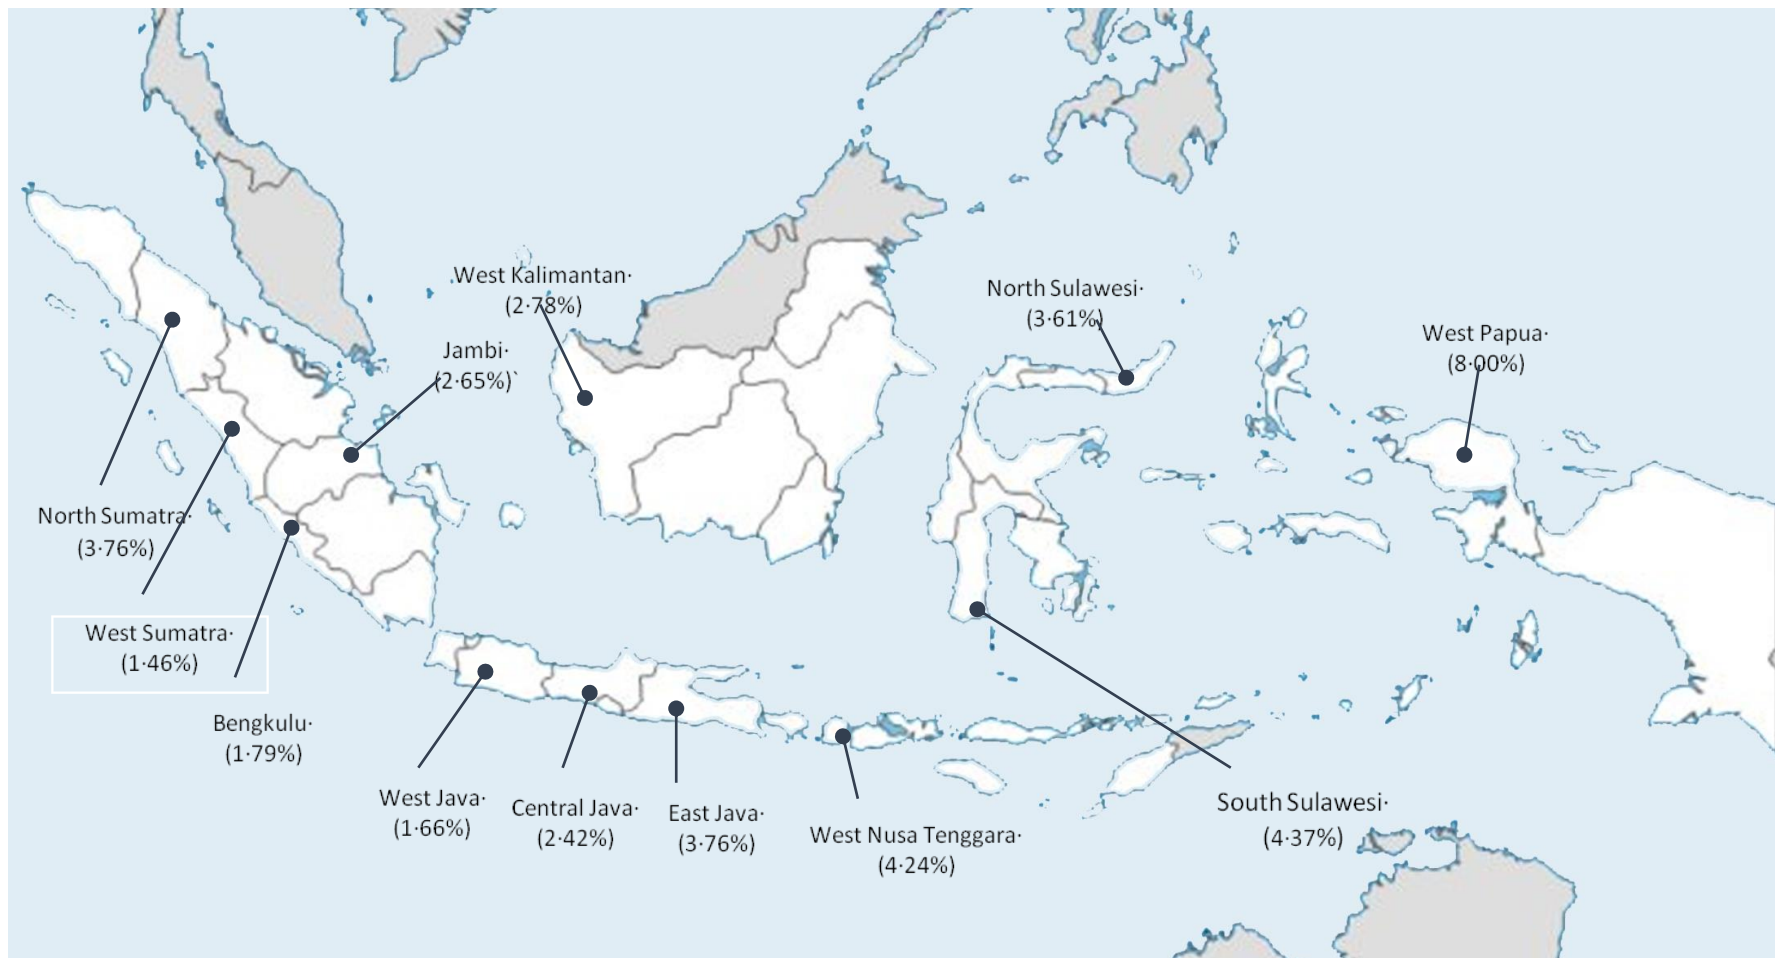 West Kalimantan·
(2·78%)
North Sulawesi·
(3·61%)
West Papua·
(8·00%)
Jambi·
(2·65%)`
North Sumatra·
(3·76%)
West Sumatra·
(1·46%)
Bengkulu·
(1·79%)
West Java·
(1·66%)
Central Java·
(2·42%)
East Java·
(3·76%)
West Nusa Tenggara·
(4·24%)
South Sulawesi·
(4·37%)